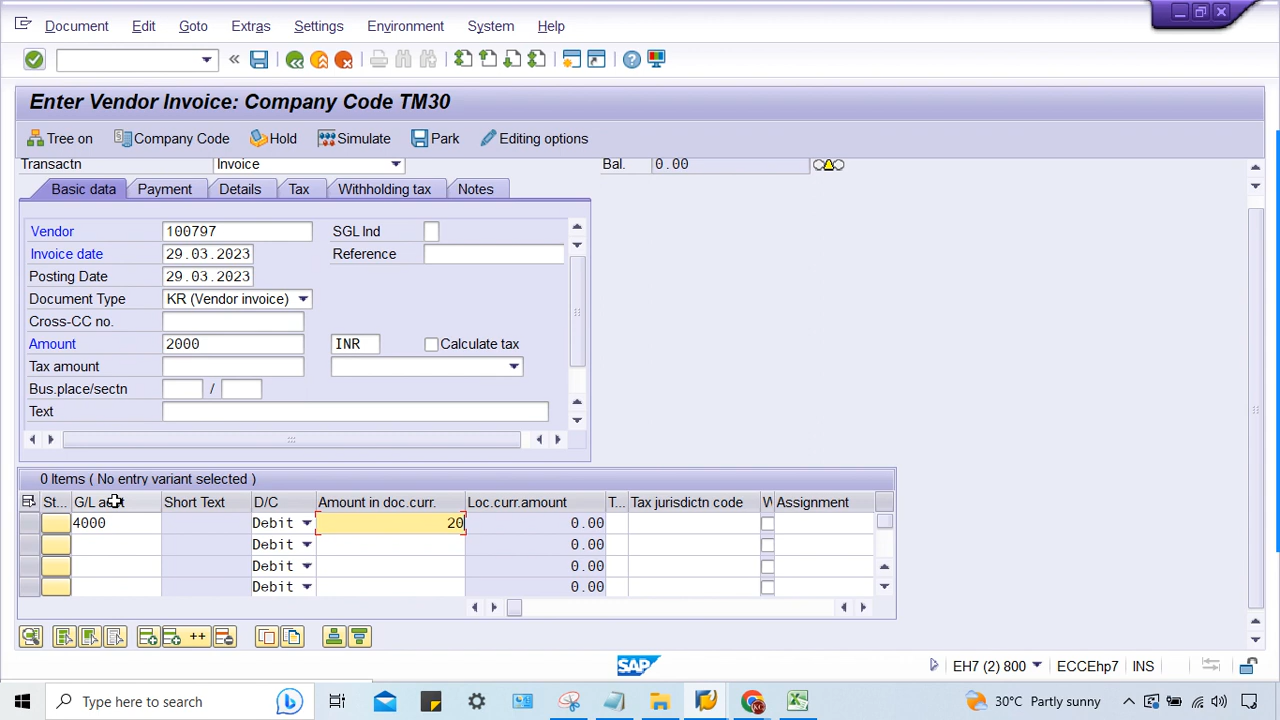 Document Edit Goto Extras Settings Environment System Help
«
Enter Vendor Invoice: Company Code TM30
Tree on Company Code Hold Simulate Park Editing options
Transactn Invoice Bal. 0.00
Basic data Payment Details Tax Withholding tax Notes
Vendor 100797 SGL Ind
Invoice date 29.03.2023 Reference
Posting Date 29.03.2023
Document Type KR (Vendor invoice)
Cross-CC no.
Amount 2000 INR Calculate tax
Tax amount
Bus place/sectn /
Text
0 Items ( No entry variant selected )
St... G/L acct Short Text D/C Amount in doc.curr. Loc.curr.amount T... Tax jurisdictn code W Assignment
4000 Debit 20 0.00
Debit 0.00
Debit 0.00
Debit 0.00
++
SAP EH7 (2) 800 ECCEhp7 INS
Type here to search 30°C Partly sunny